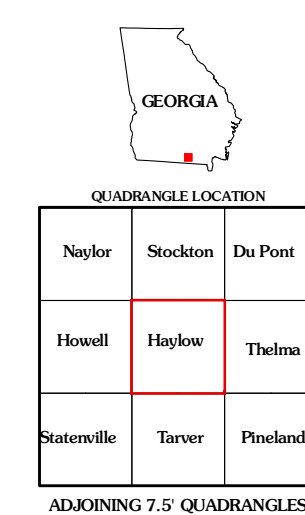 GEORGIA
QUADRANGLE LOCATION
Naylor Stockton Du Pont
Howell Haylow Thelma
Statenville Tarver Pineland
ADJOINING 7.5' QUADRANGLES